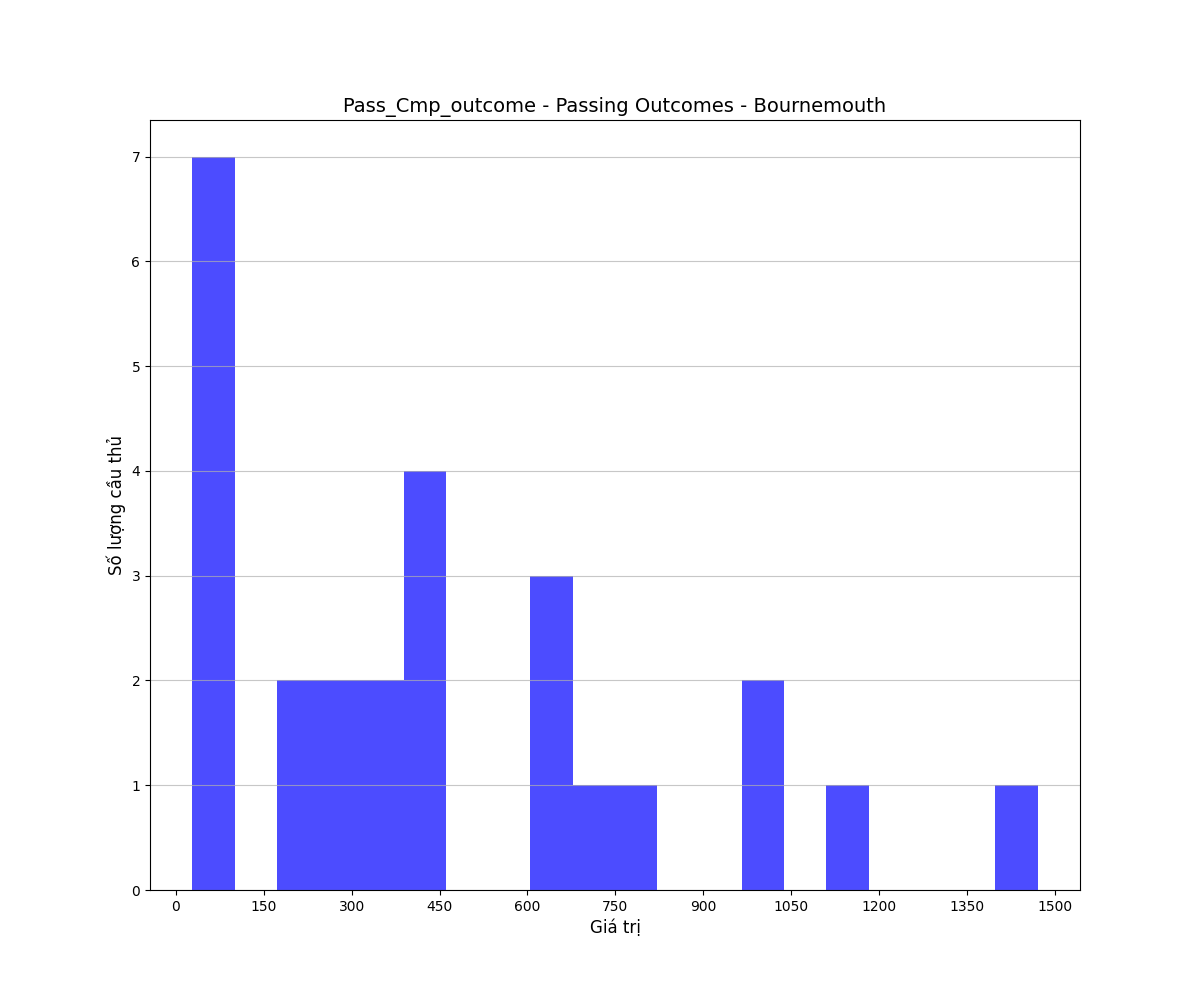 Pass_Cmp_outcome - Passing Outcomes - Bournemouth
7
6
5
4
3
2
1
0
Số lượng cầu thủ
0 150 300 450 600 750 900 1050 1200 1350 1500
Giá trị